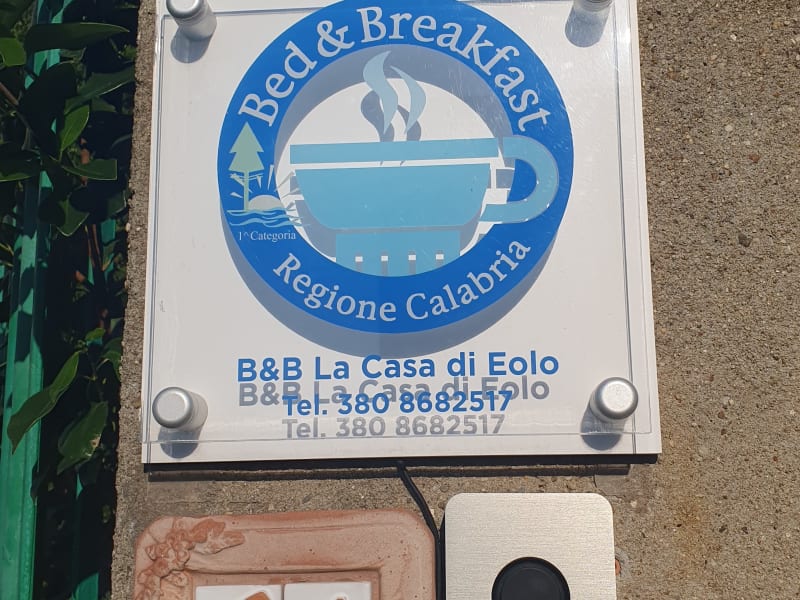 Bed & Breakfast
1^Categoria
Regione Calabria
B&B La Casa di Eolo
Tel. 380 8682517